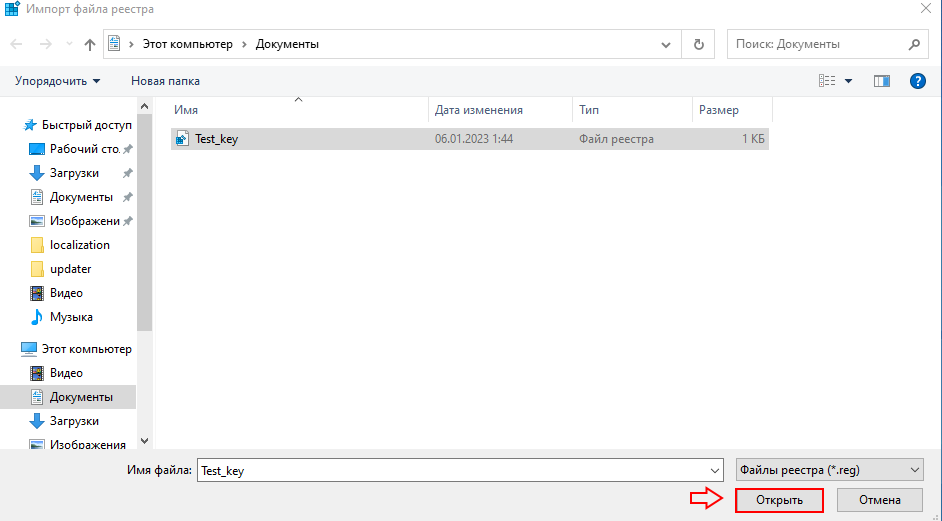 Импорт файла реестра
Этот компьютер > Документы
Поиск: Документы
Упорядочить
Новая папка
Имя
Дата изменения
Тип
Размер
Test_key
06.01.2023 1:44
Файл реестра
1 КБ
Быстрый доступ
Рабочий сто.
Загрузки
Документы
Изображени
localization
updater
Видео
Музыка
Этот компьютер
Видео
Документы
Загрузки
Изображения
Имя файла:
Test_key
Файлы реестра (*.reg)
Открыть
Отмена